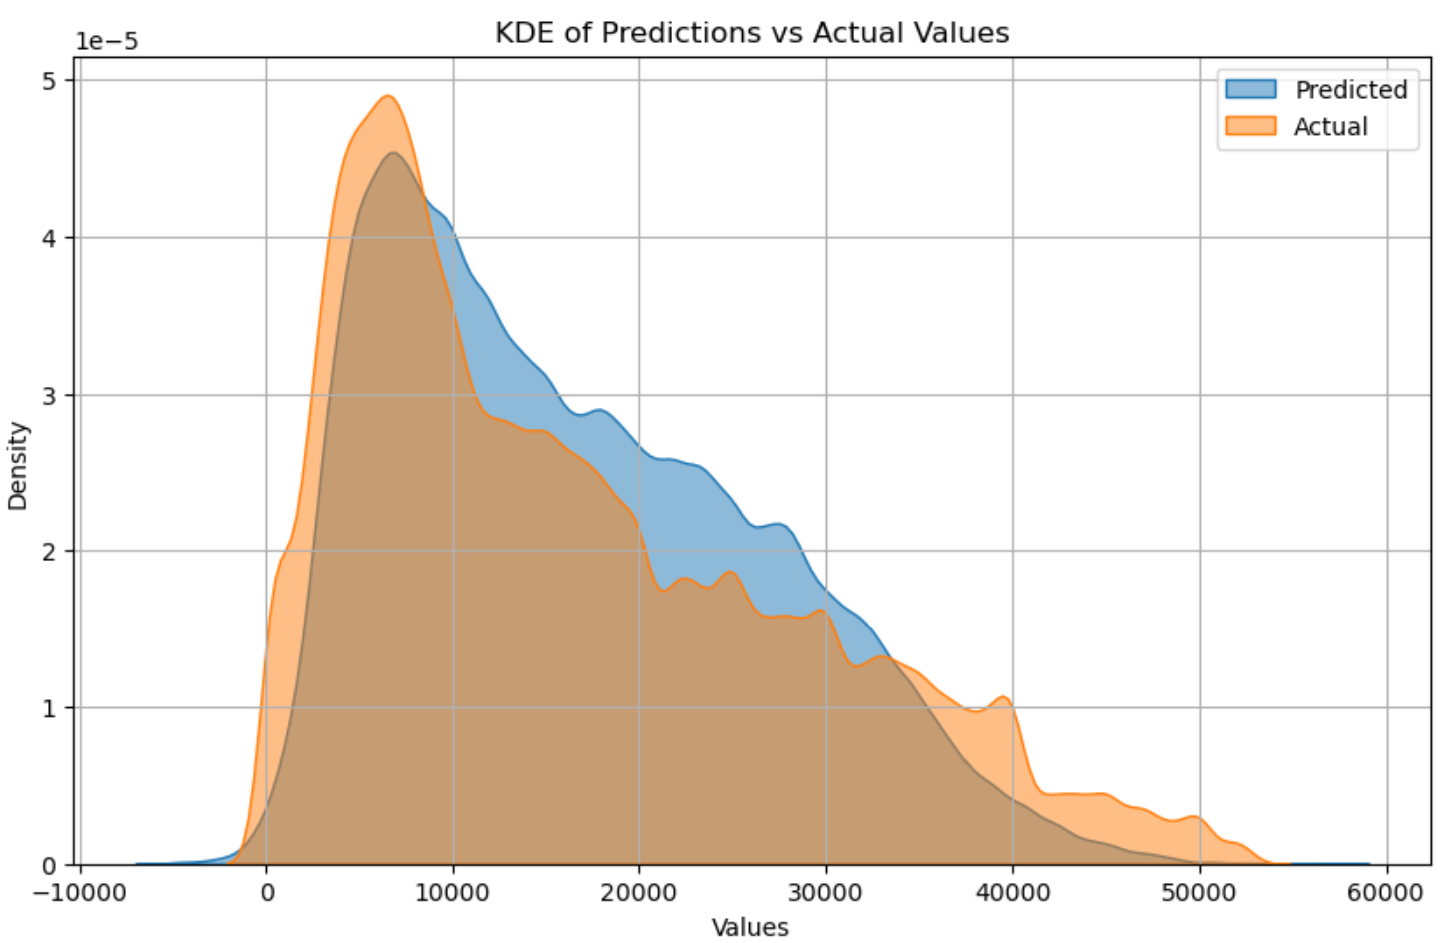 KDE of Predictions vs Actual Values
1e−5
5
4
3
2
1
0
Density
Predicted
Actual
−10000 0 10000 20000 30000 40000 50000 60000
Values